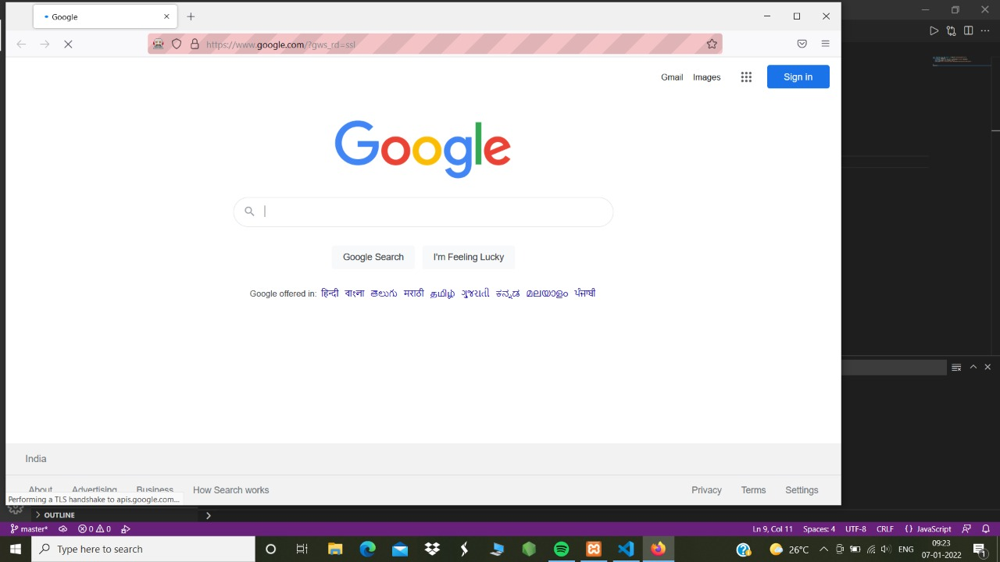 Google
https://www.google.com/?gws_rd=ssl
Gmail Images Sign in
Google
Google Search I'm Feeling Lucky
Google offered in: हिन्दी বাংলা తెలుగు मराठी தமிழ் ગુજરાતી ಕನ್ನಡ മലയാളം ਪੰਜਾਬੀ
India
About Advertising Business How Search works Privacy Terms Settings
Performing a TLS handshake to apis.google.com...
OUTLINE
master* 0 0 Ln 9, Col 11 Spaces: 4 UTF-8 CRLF {} JavaScript
Type here to search 26°C ENG 09:23
07-01-2022 1